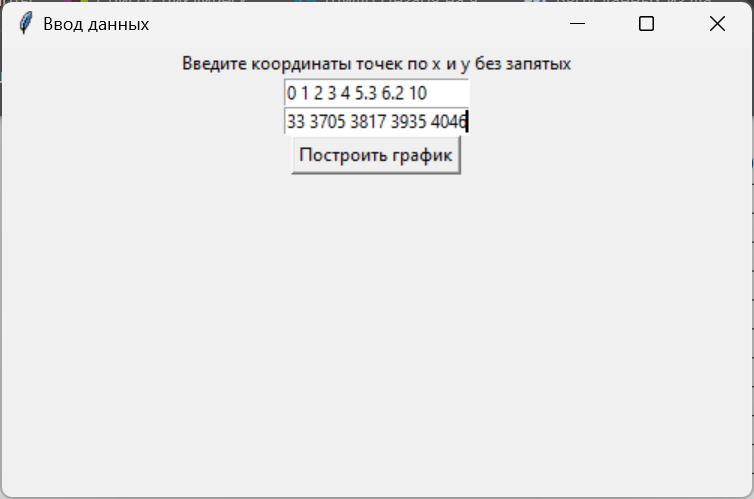 Ввод данных
Введите координаты точек по x и y без запятых
0 1 2 3 4 5.3 6.2 10
33 3705 3817 3935 4046
Построить график